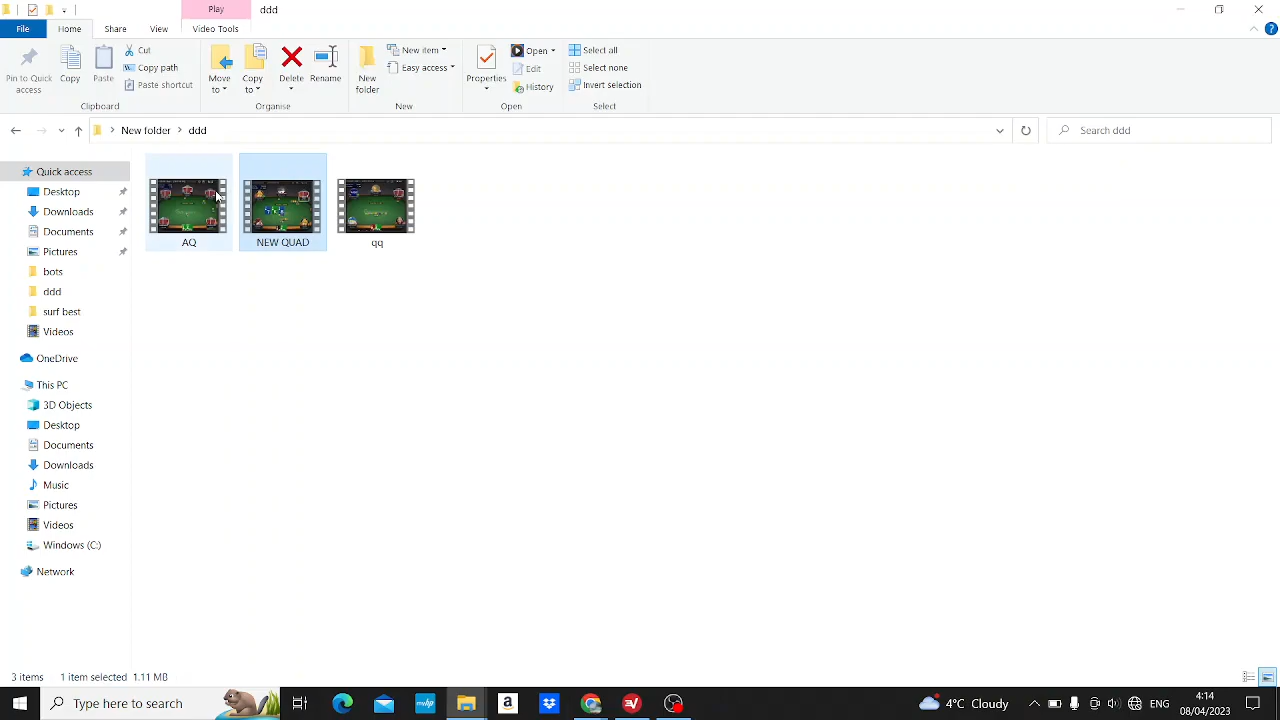 Play
ddd
File
Home
Share
View
Video Tools
Pin to Quick access
Copy
Paste
Cut
Copy path
Paste shortcut
Clipboard
Move to
Copy to
Delete
Rename
Organise
New folder
New item
Easy access
New
Properties
Open
Edit
History
Open
Select all
Select none
Invert selection
Select
New folder
ddd
Search ddd
Quick access
Desktop
Downloads
Documents
Pictures
bots
ddd
surf best
Videos
OneDrive
This PC
3D Objects
Desktop
Documents
Downloads
Music
Pictures
Videos
Windows (C:)
Network
AQ
NEW QUAD
qq
3 items
1 item selected 1.11 MB
Type here to search
myhp
a
4°C Cloudy
ENG
4:14
08/04/2023